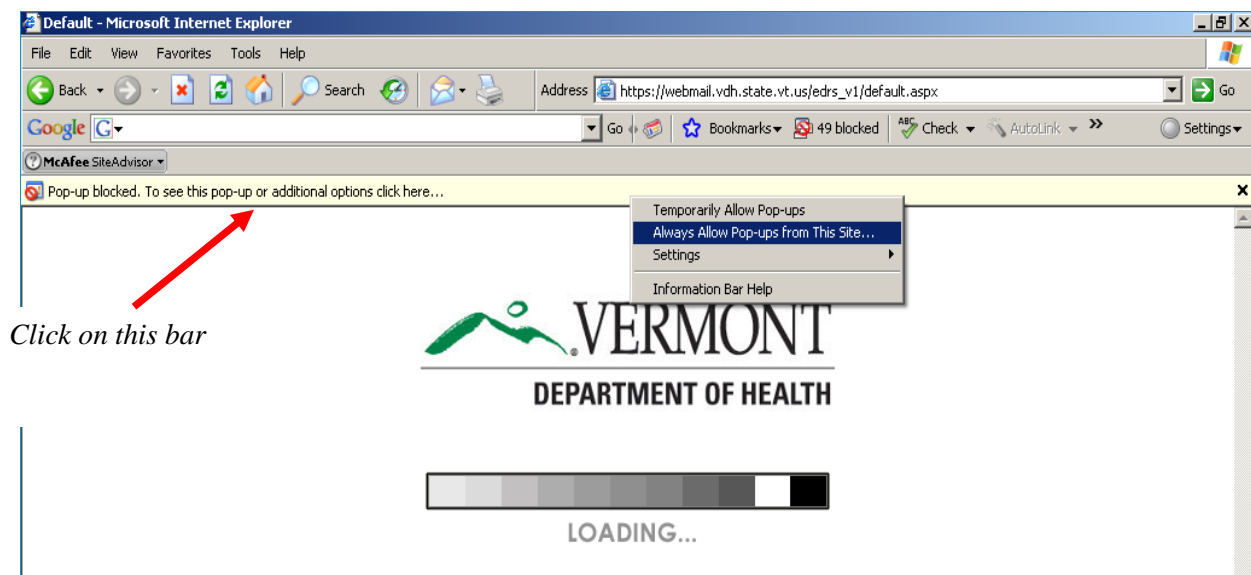 Default - Microsoft Internet Explorer
File Edit View Favorites Tools Help
Back Search Address https://webmail.vdh.state.vt.us/edrs_v1/default.aspx Go
Google G Go Bookmarks 49 blocked ABC Check AutoLink » Settings
? McAfee SiteAdvisor
Pop-up blocked. To see this pop-up or additional options click here...
Temporarily Allow Pop-ups
Always Allow Pop-ups from This Site...
Settings
Information Bar Help
Click on this bar
VERMONT
DEPARTMENT OF HEALTH
LOADING...